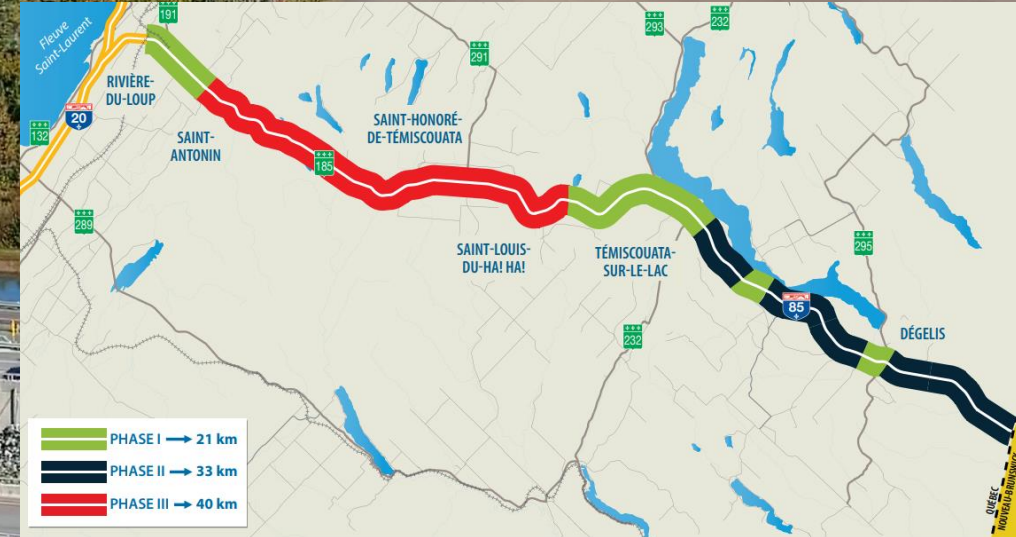 191
Fleuve
Saint-Laurent
293
232
291
RIVIÈRE-
DU-LOUP
20
132
SAINT-HONORÉ-
DE-TÉMISCOUATA
SAINT-
ANTONIN
185
289
295
SAINT-LOUIS-
DU-HA! HA!
TÉMISCOUATA-
SUR-LE-LAC
85
232
DÉGELIS
PHASE I → 21 km
PHASE II → 33 km
PHASE III → 40 km
QUÉBEC
NOUVEAU-BRUNSWICK